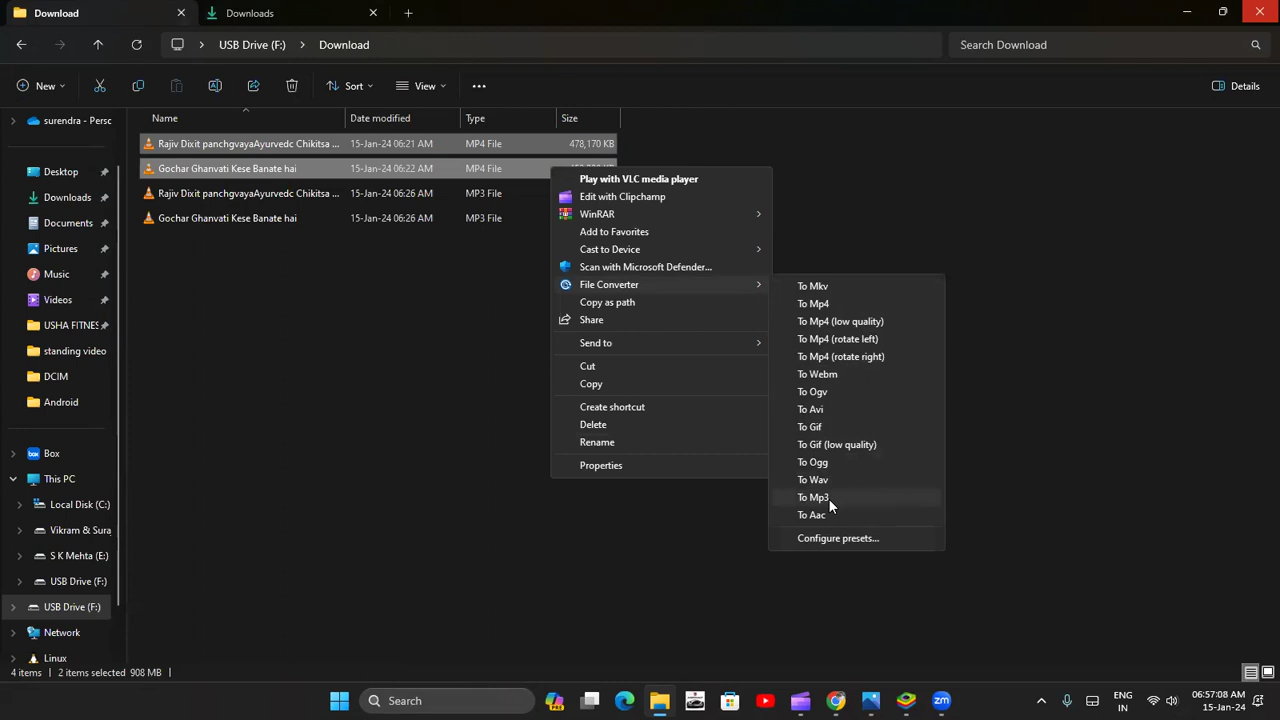 Download
Downloads
USB Drive (F:)
Download
Search Download
New
Sort
View
Details
Name
Date modified
Type
Size
Rajiv Dixit panchgvayaAyurvedc Chikitsa ...
15-Jan-24 06:21 AM
MP4 File
478,170 KB
Gochar Ghanvati Kese Banate hai
15-Jan-24 06:22 AM
MP4 File
Rajiv Dixit panchgvayaAyurvedc Chikitsa ...
15-Jan-24 06:26 AM
MP3 File
Gochar Ghanvati Kese Banate hai
15-Jan-24 06:26 AM
MP3 File
surendra - Persc
Desktop
Downloads
Documents
Pictures
Music
Videos
USHA FITNES
standing video
DCIM
Android
Box
This PC
Local Disk (C:)
Vikram & Sura
S K Mehta (E:)
USB Drive (F:)
USB Drive (F:)
Network
Linux
Play with VLC media player
Edit with Clipchamp
WinRAR
Add to Favorites
Cast to Device
Scan with Microsoft Defender...
File Converter
Copy as path
Share
Send to
Cut
Copy
Create shortcut
Delete
Rename
Properties
To Mkv
To Mp4
To Mp4 (low quality)
To Mp4 (rotate left)
To Mp4 (rotate right)
To Webm
To Ogv
To Avi
To Gif
To Gif (low quality)
To Ogg
To Wav
To Mp3
To Aac
Configure presets...
4 items
2 items selected 908 MB
Search
zm
ENG
IN
06:57:08 AM
15-Jan-24